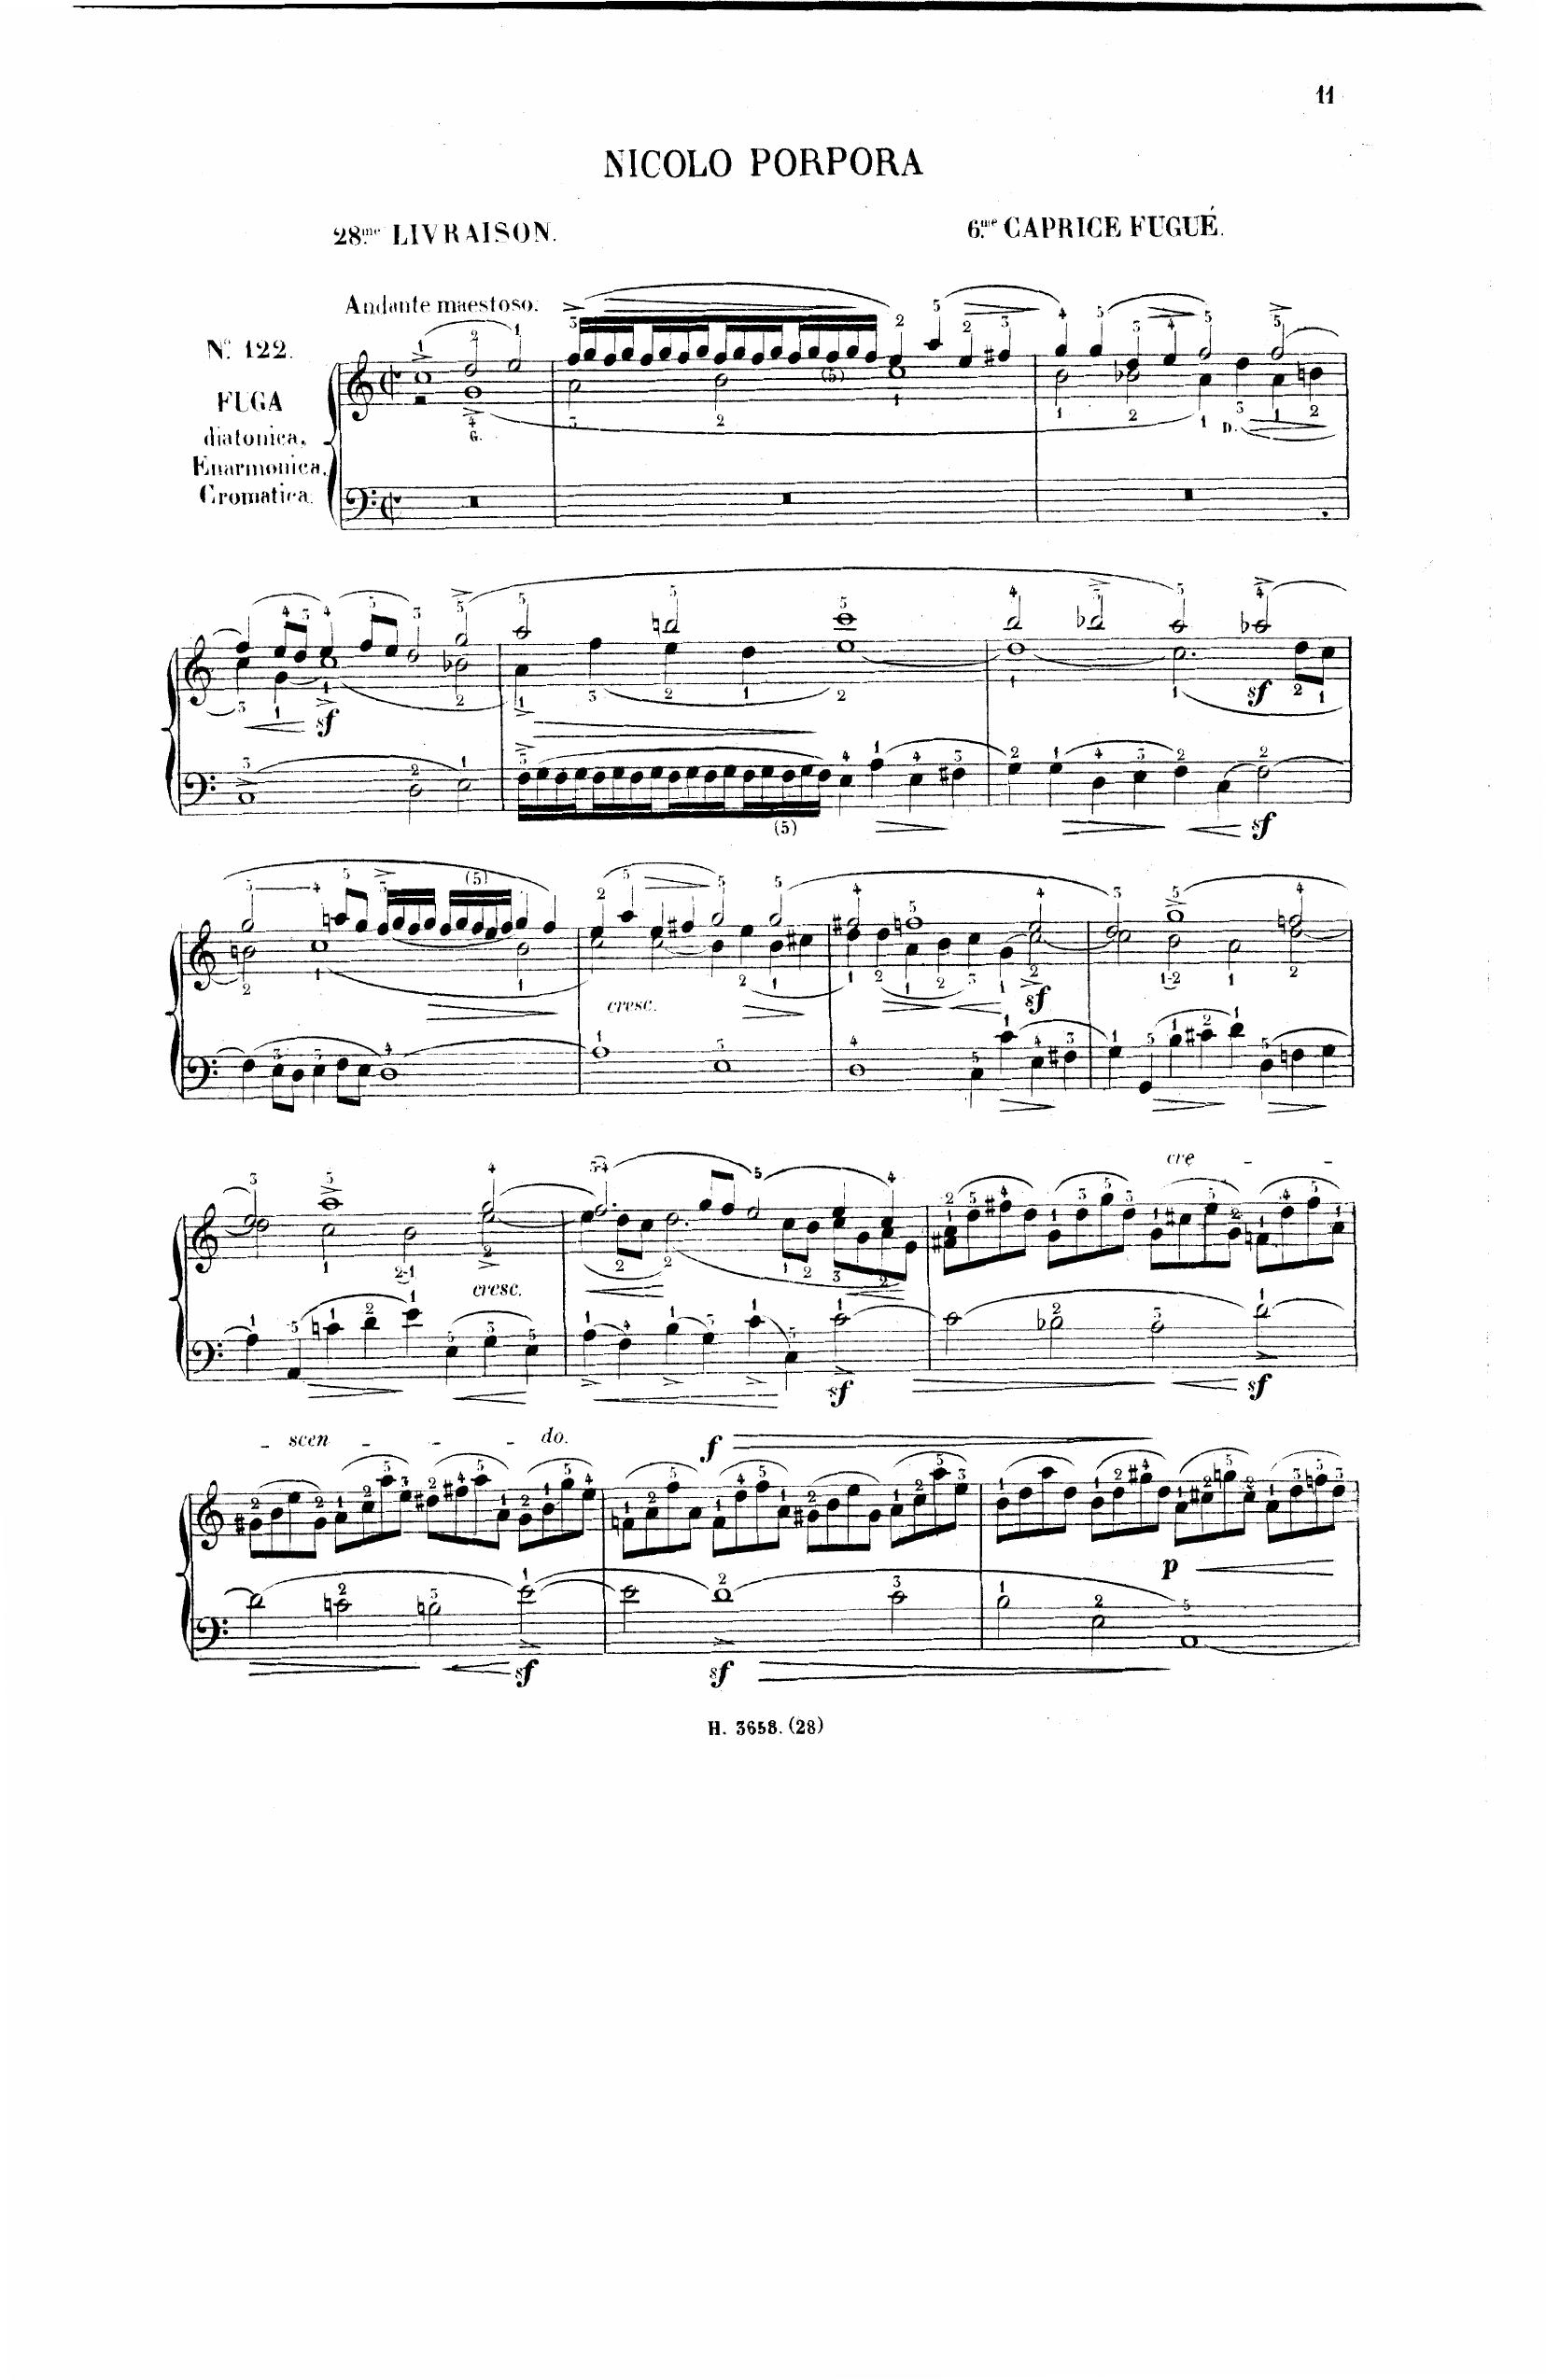 11
NICOLO PORPORA
28.me LIVRAISON.
6.me CAPRICE FUGUÉ.
Andante maestoso.
No. 122.
FUGA
diatonica,
Enarmonica,
Cromatica.
G.
D.
sf
sf
sf
cresc.
sf
cre
cresc.
sf
sf
scen
do.
f
p
sf
sf
H. 3658. (28)